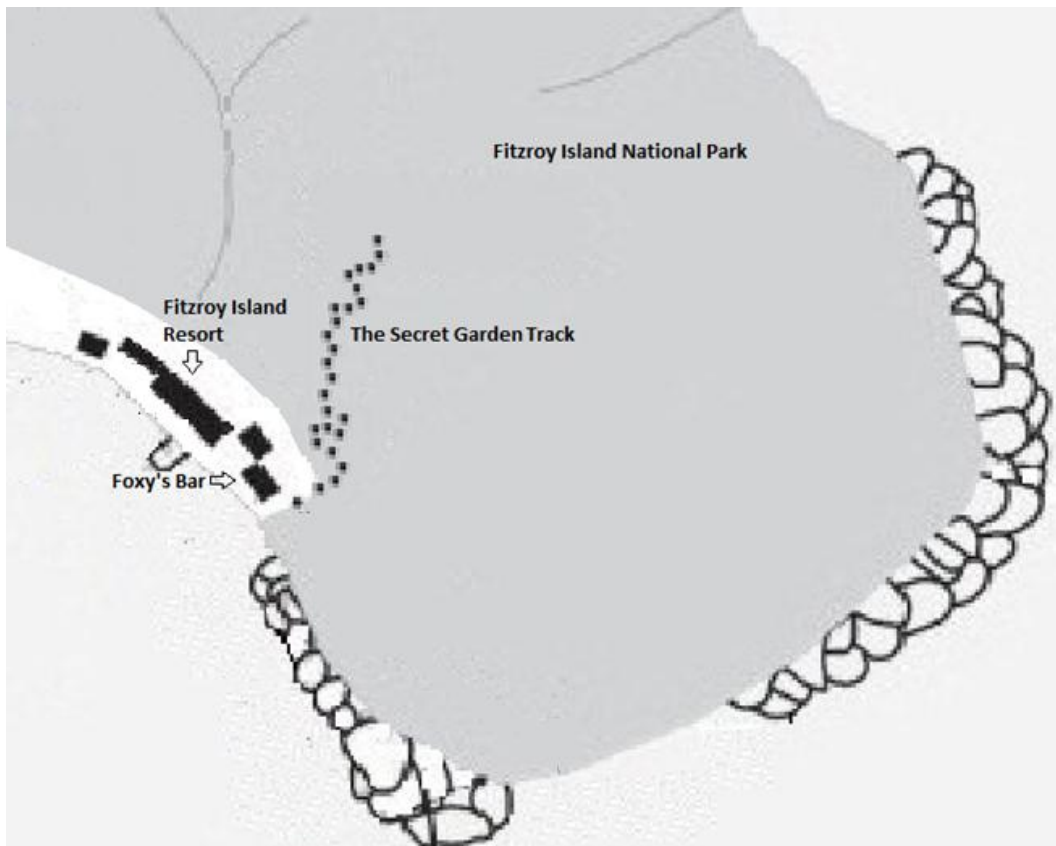 Fitzroy Island National Park
Fitzroy Island
Resort
The Secret Garden Track
Foxy's Bar